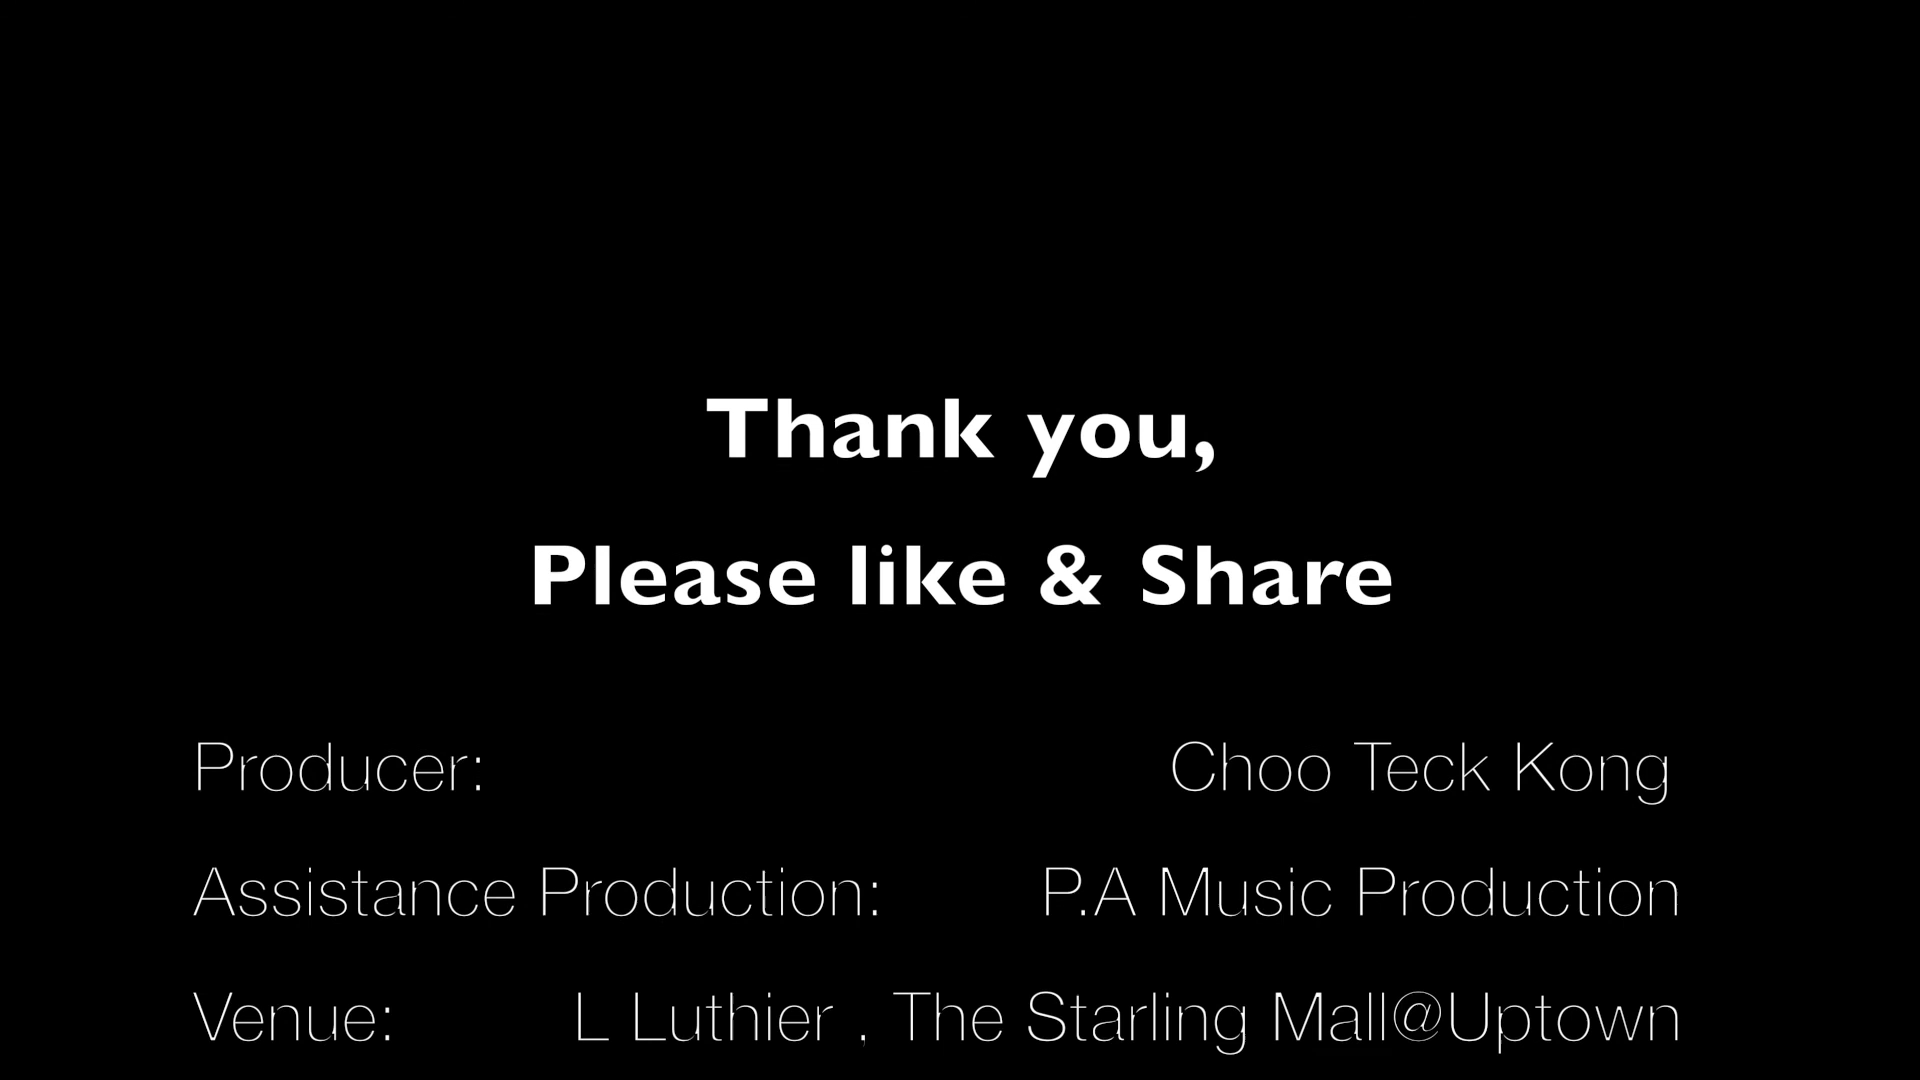 Thank you,
Please like & Share
Producer: Choo Teck Kong
Assistance Production: P.A Music Production
Venue: L Luthier , The Starling Mall@Uptown